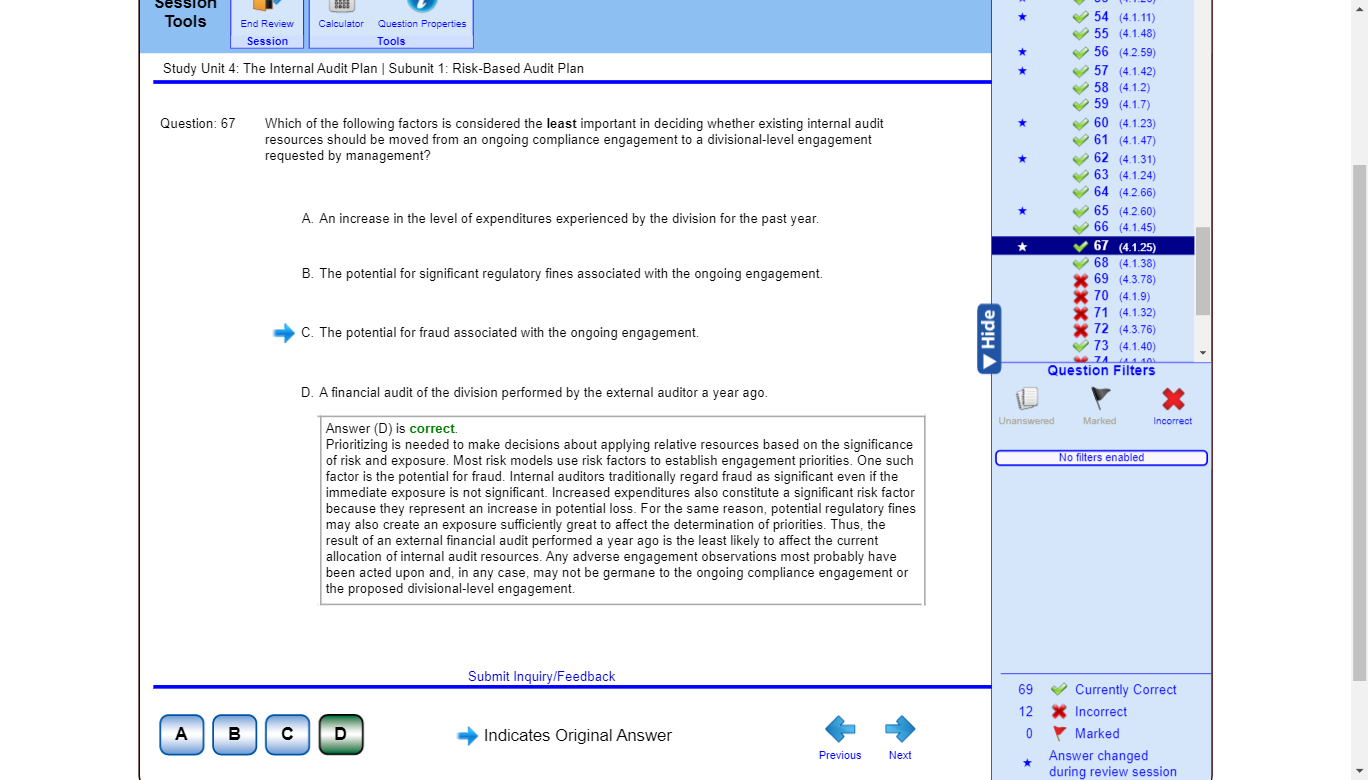 Session
Tools
End Review
Session
Calculator
Question Properties
Tools
Study Unit 4: The Internal Audit Plan | Subunit 1: Risk-Based Audit Plan
Question: 67
Which of the following factors is considered the least important in deciding whether existing internal audit
resources should be moved from an ongoing compliance engagement to a divisional-level engagement
requested by management?
A. An increase in the level of expenditures experienced by the division for the past year.
B. The potential for significant regulatory fines associated with the ongoing engagement.
C. The potential for fraud associated with the ongoing engagement.
D. A financial audit of the division performed by the external auditor a year ago.
Answer (D) is correct.
Prioritizing is needed to make decisions about applying relative resources based on the significance
of risk and exposure. Most risk models use risk factors to establish engagement priorities. One such
factor is the potential for fraud. Internal auditors traditionally regard fraud as significant even if the
immediate exposure is not significant. Increased expenditures also constitute a significant risk factor
because they represent an increase in potential loss. For the same reason, potential regulatory fines
may also create an exposure sufficiently great to affect the determination of priorities. Thus, the
result of an external financial audit performed a year ago is the least likely to affect the current
allocation of internal audit resources. Any adverse engagement observations most probably have
been acted upon and, in any case, may not be germane to the ongoing compliance engagement or
the proposed divisional-level engagement.
Submit Inquiry/Feedback
A
B
C
D
Indicates Original Answer
Previous
Next
54 (4.1.11)
55 (4.1.48)
56 (4.2.59)
57 (4.1.42)
58 (4.1.2)
59 (4.1.7)
60 (4.1.23)
61 (4.1.47)
62 (4.1.31)
63 (4.1.24)
64 (4.2.66)
65 (4.2.60)
66 (4.1.45)
67 (4.1.25)
68 (4.1.38)
69 (4.3.78)
70 (4.1.9)
71 (4.1.32)
72 (4.3.76)
73 (4.1.40)
74
Hide
Question Filters
Unanswered
Marked
Incorrect
No filters enabled
69 Currently Correct
12 Incorrect
0 Marked
Answer changed
during review session